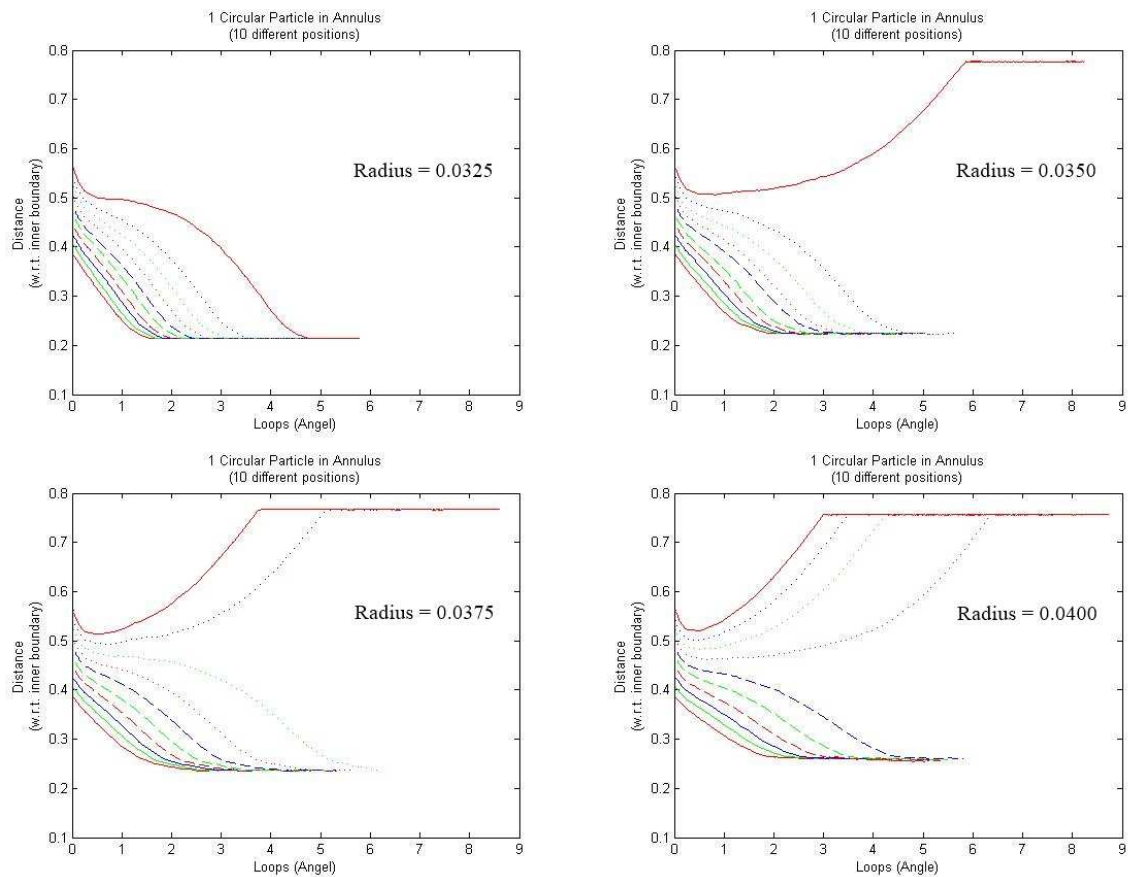 1 Circular Particle in Annulus
(10 different positions)
0.8
0.7
0.6
0.5
0.4
0.3
0.2
0.1
Distance
(w.r.t. inner boundary)
Radius = 0.0325
0 1 2 3 4 5 6 7 8 9
Loops (Angel)
1 Circular Particle in Annulus
(10 different positions)
0.8
0.7
0.6
0.5
0.4
0.3
0.2
0.1
Distance
(w.r.t. inner boundary)
Radius = 0.0350
0 1 2 3 4 5 6 7 8 9
Loops (Angle)
1 Circular Particle in Annulus
(10 different positions)
0.8
0.7
0.6
0.5
0.4
0.3
0.2
0.1
Distance
(w.r.t. inner boundary)
Radius = 0.0375
0 1 2 3 4 5 6 7 8 9
Loops (Angel)
1 Circular Particle in Annulus
(10 different positions)
0.8
0.7
0.6
0.5
0.4
0.3
0.2
0.1
Distance
(w.r.t. inner boundary)
Radius = 0.0400
0 1 2 3 4 5 6 7 8 9
Loops (Angle)